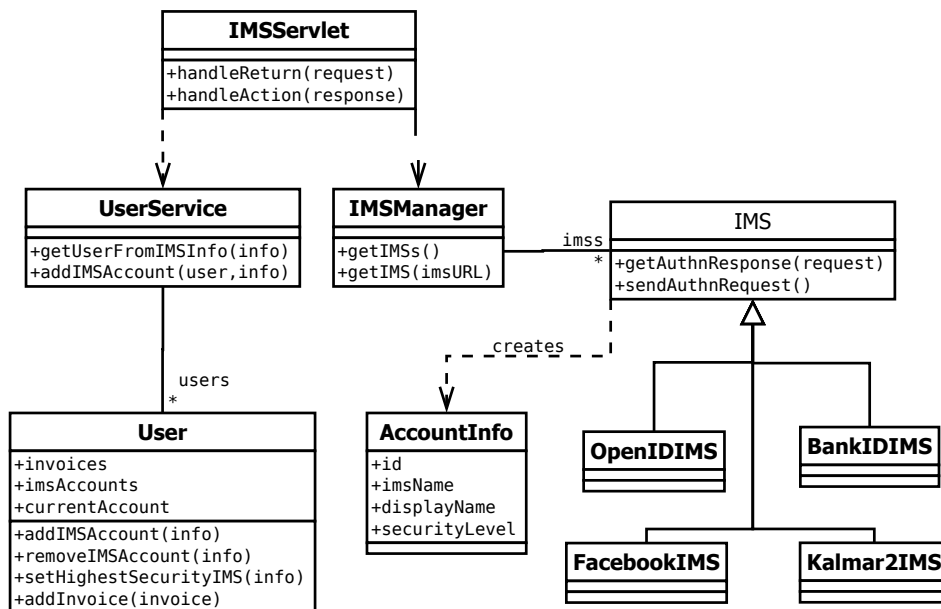 IMSServlet
+handleReturn(request)
+handleAction(response)
UserService
+getUserFromIMSInfo(info)
+addIMSAccount(user,info)
IMSManager
+getIMSs()
+getIMS(imsURL)
imss
*
IMS
+getAuthnResponse(request)
+sendAuthnRequest()
creates
users
*
User
+invoices
+imsAccounts
+currentAccount
+addIMSAccount(info)
+removeIMSAccount(info)
+setHighestSecurityIMS(info)
+addInvoice(invoice)
AccountInfo
+id
+imsName
+displayName
+securityLevel
OpenIDIMS
BankIDIMS
FacebookIMS
Kalmar2IMS